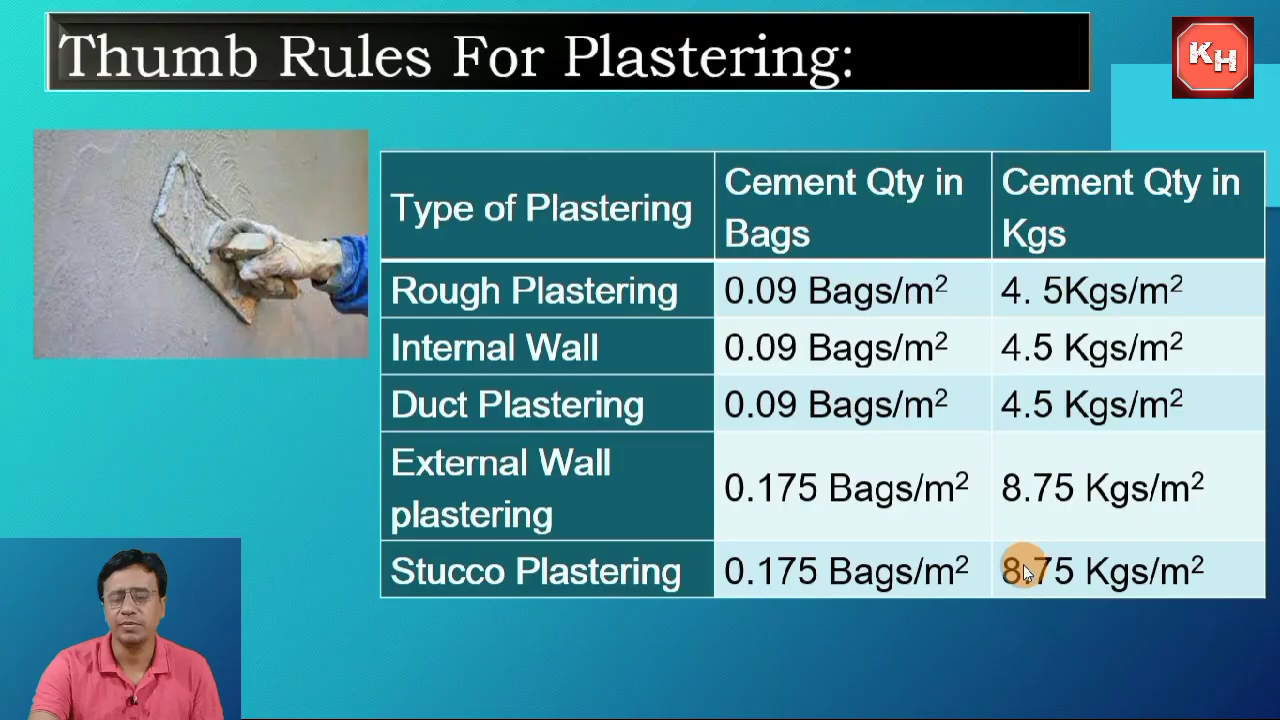 Thumb Rules For Plastering:
KH
Type of Plastering
Cement Qty in
Bags
Cement Qty in
Kgs
Rough Plastering
0.09 Bags/m²
4. 5Kgs/m²
Internal Wall
0.09 Bags/m²
4.5 Kgs/m²
Duct Plastering
0.09 Bags/m²
4.5 Kgs/m²
External Wall
plastering
0.175 Bags/m²
8.75 Kgs/m²
Stucco Plastering
0.175 Bags/m²
8.75 Kgs/m²